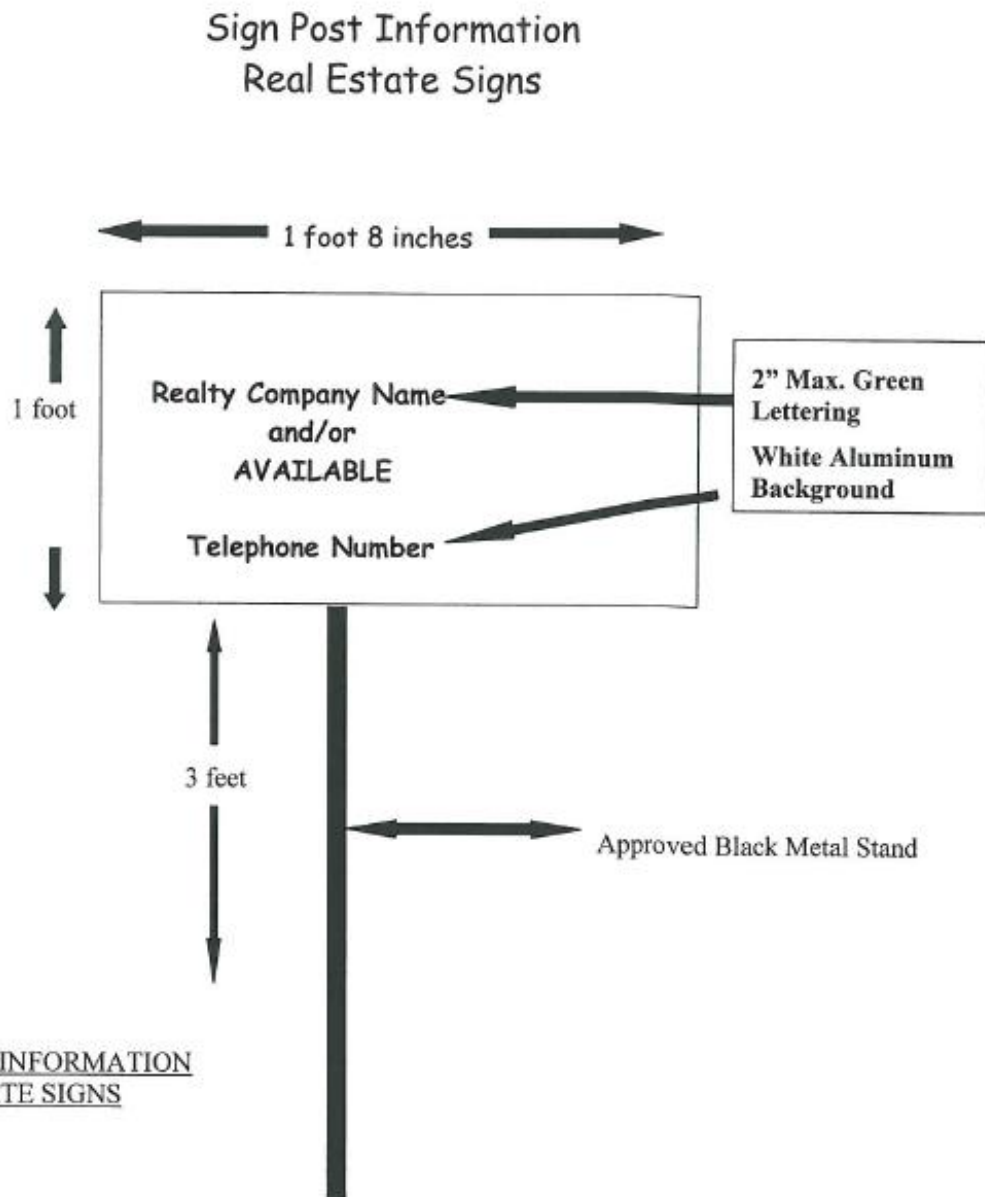 Sign Post Information
Real Estate Signs
1 foot 8 inches
1 foot
Realty Company Name
and/or
AVAILABLE
Telephone Number
2” Max. Green
Lettering
White Aluminum
Background
3 feet
Approved Black Metal Stand
INFORMATION
TE SIGNS